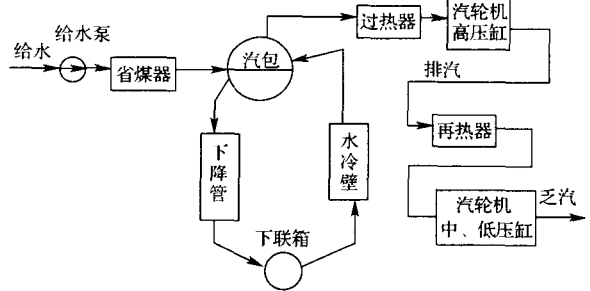 给水
给水泵
省煤器
汽包
过热器
汽轮机
高压缸
排汽
再热器
汽轮机
中、低压缸
乏汽
下
降
管
水
冷
壁
下联箱